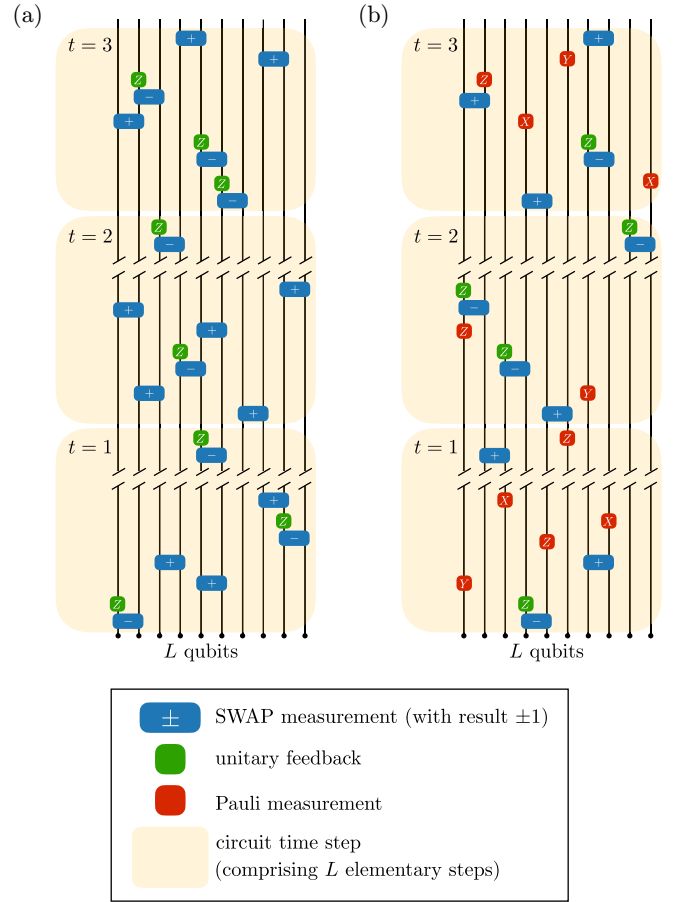 (a) (b)
t = 3 + t = 3 +
+ Y
Z Z
− +
+ X
Z Z
− −
Z X
− +
Z Z
t = 2 − t = 2 −
+ Z
+ −
+ Z
Z Z
− −
+ Y
+ +
Z Z
t = 1 − t = 1 +
+ X
Z X
− Z
+ +
+ Y
Z Z
− −
L qubits L qubits
± SWAP measurement (with result ±1)
unitary feedback
Pauli measurement
circuit time step
(comprising L elementary steps)